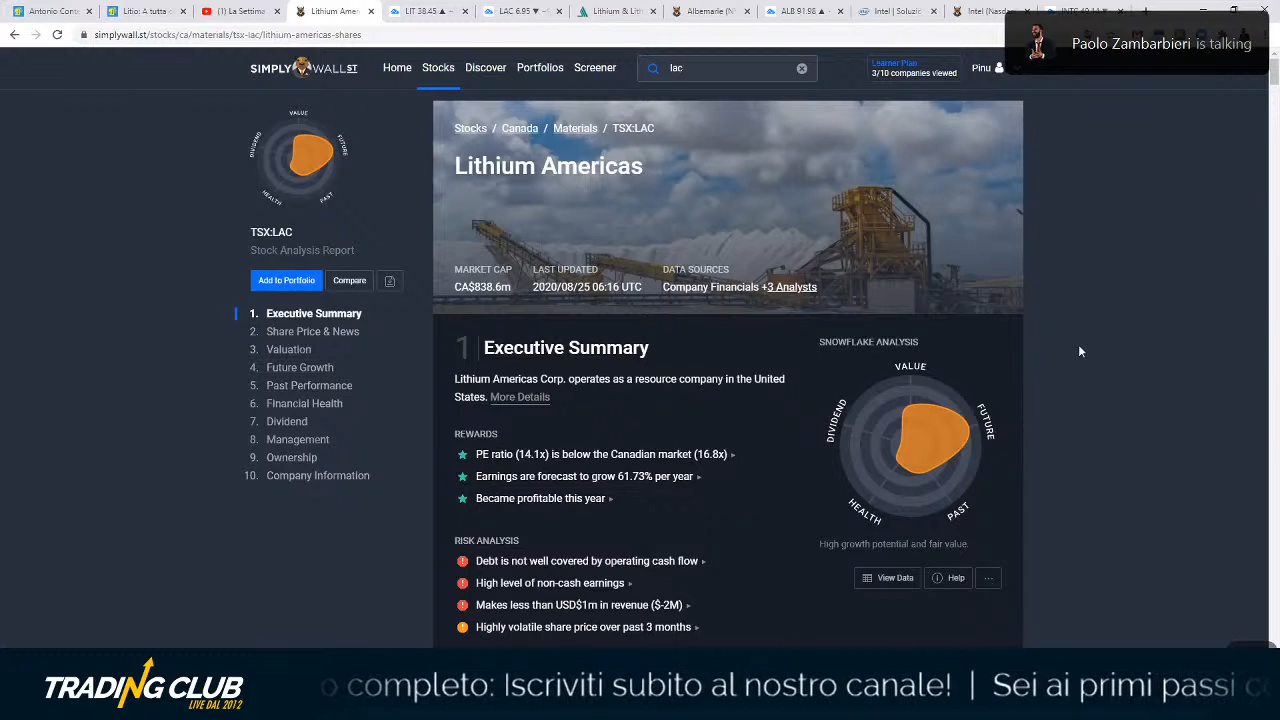 Antonio Conte
Litio: A tutta c
(1) La Settima
Lithium Amer
LIT 38.45 ▲
LAC 6.95 ▼
Lithium & Litio
Albemarle (N
ALB 91.98 ▲
Intel | Soluzio
Intel (Nasda
simplywall.st/stocks/ca/materials/tsx-lac/lithium-americas-shares
Paolo Zambarbieri is talking
SIMPLY WALL ST
Home
Stocks
Discover
Portfolios
Screener
lac
Learner Plan
3/10 companies viewed
Pinu
VALUE
FUTURE
PAST
HEALTH
DIVIDEND
TSX:LAC
Stock Analysis Report
Add to Portfolio
Compare
1. Executive Summary
2. Share Price & News
3. Valuation
4. Future Growth
5. Past Performance
6. Financial Health
7. Dividend
8. Management
9. Ownership
10. Company Information
Stocks / Canada / Materials / TSX:LAC
Lithium Americas
MARKET CAP
CA$838.6m
LAST UPDATED
2020/08/25 06:16 UTC
DATA SOURCES
Company Financials +3 Analysts
1 Executive Summary
Lithium Americas Corp. operates as a resource company in the United
States. More Details
REWARDS
PE ratio (14.1x) is below the Canadian market (16.8x)
Earnings are forecast to grow 61.73% per year
Became profitable this year
RISK ANALYSIS
Debt is not well covered by operating cash flow
High level of non-cash earnings
Makes less than USD$1m in revenue ($-2M)
Highly volatile share price over past 3 months
SNOWFLAKE ANALYSIS
VALUE
FUTURE
PAST
HEALTH
DIVIDEND
High growth potential and fair value.
View Data
Help
...
TRADING CLUB
LIVE DAL 2012
o completo: Iscriviti subito al nostro canale! | Sei ai primi passi c